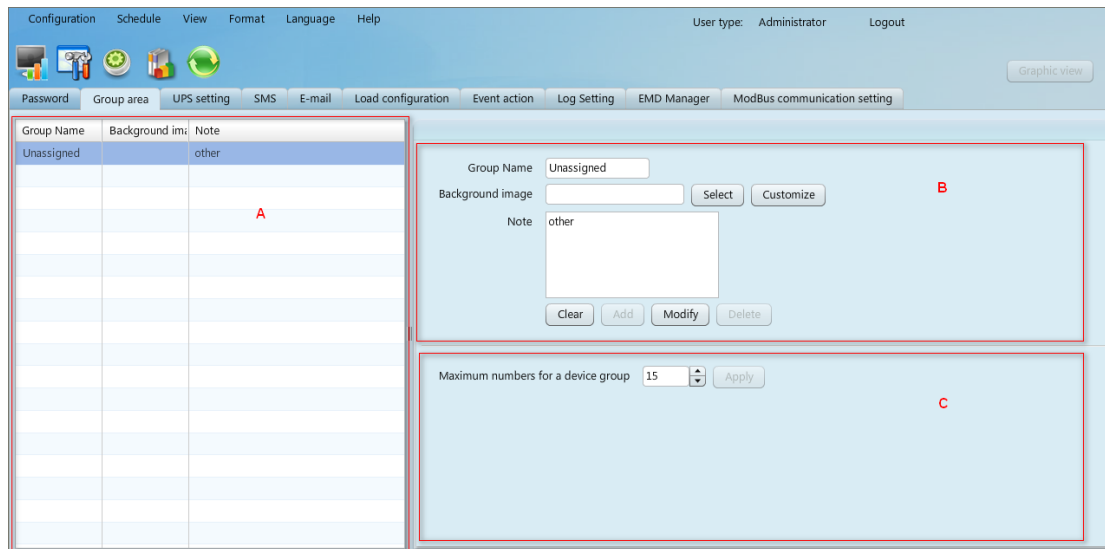 Configuration Schedule View Format Language Help User type: Administrator Logout
Graphic view
Password Group area UPS setting SMS E-mail Load configuration Event action Log Setting EMD Manager ModBus communication setting
Group Name Background ima Note
Unassigned other
A
Group Name Unassigned
B
Background image Select Customize
Note other
Clear Add Modify Delete
Maximum numbers for a device group 15 Apply
C